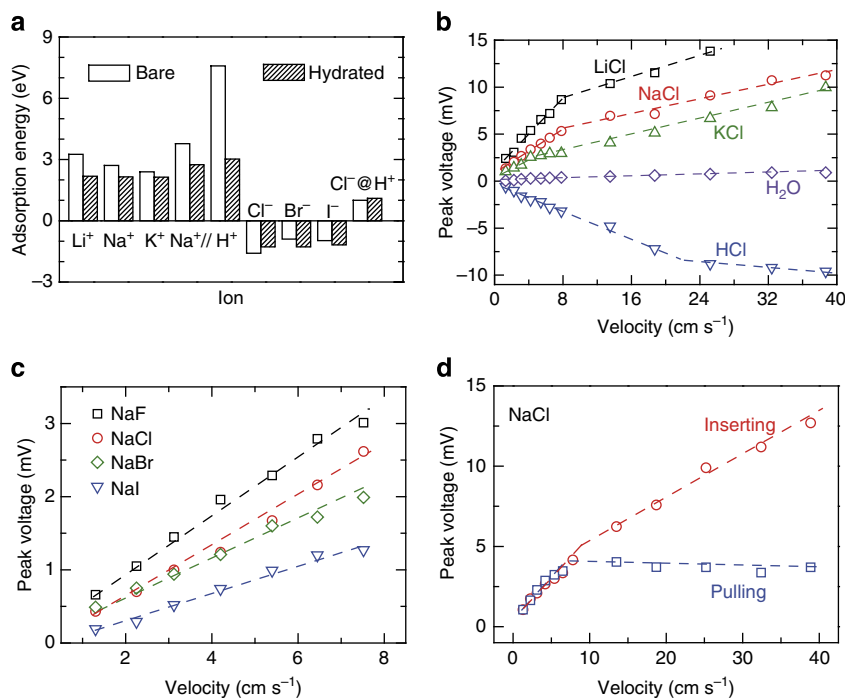 a
9
6
3
0
−3
Adsorption energy (eV)
Bare
Hydrated
Li⁺
Na⁺
K⁺
Na⁺//
H⁺
Cl⁻
Br⁻
I⁻
Cl⁻@H⁺
Ion
b
15
10
5
0
−5
−10
Peak voltage (mV)
LiCl
NaCl
KCl
H₂O
HCl
0 8 16 24 32 40
Velocity (cm s⁻¹)
c
3
2
1
0
Peak voltage (mV)
NaF
NaCl
NaBr
NaI
2 4 6 8
Velocity (cm s⁻¹)
d
15
10
5
0
Peak voltage (mV)
NaCl
Inserting
Pulling
0 10 20 30 40
Velocity (cm s⁻¹)